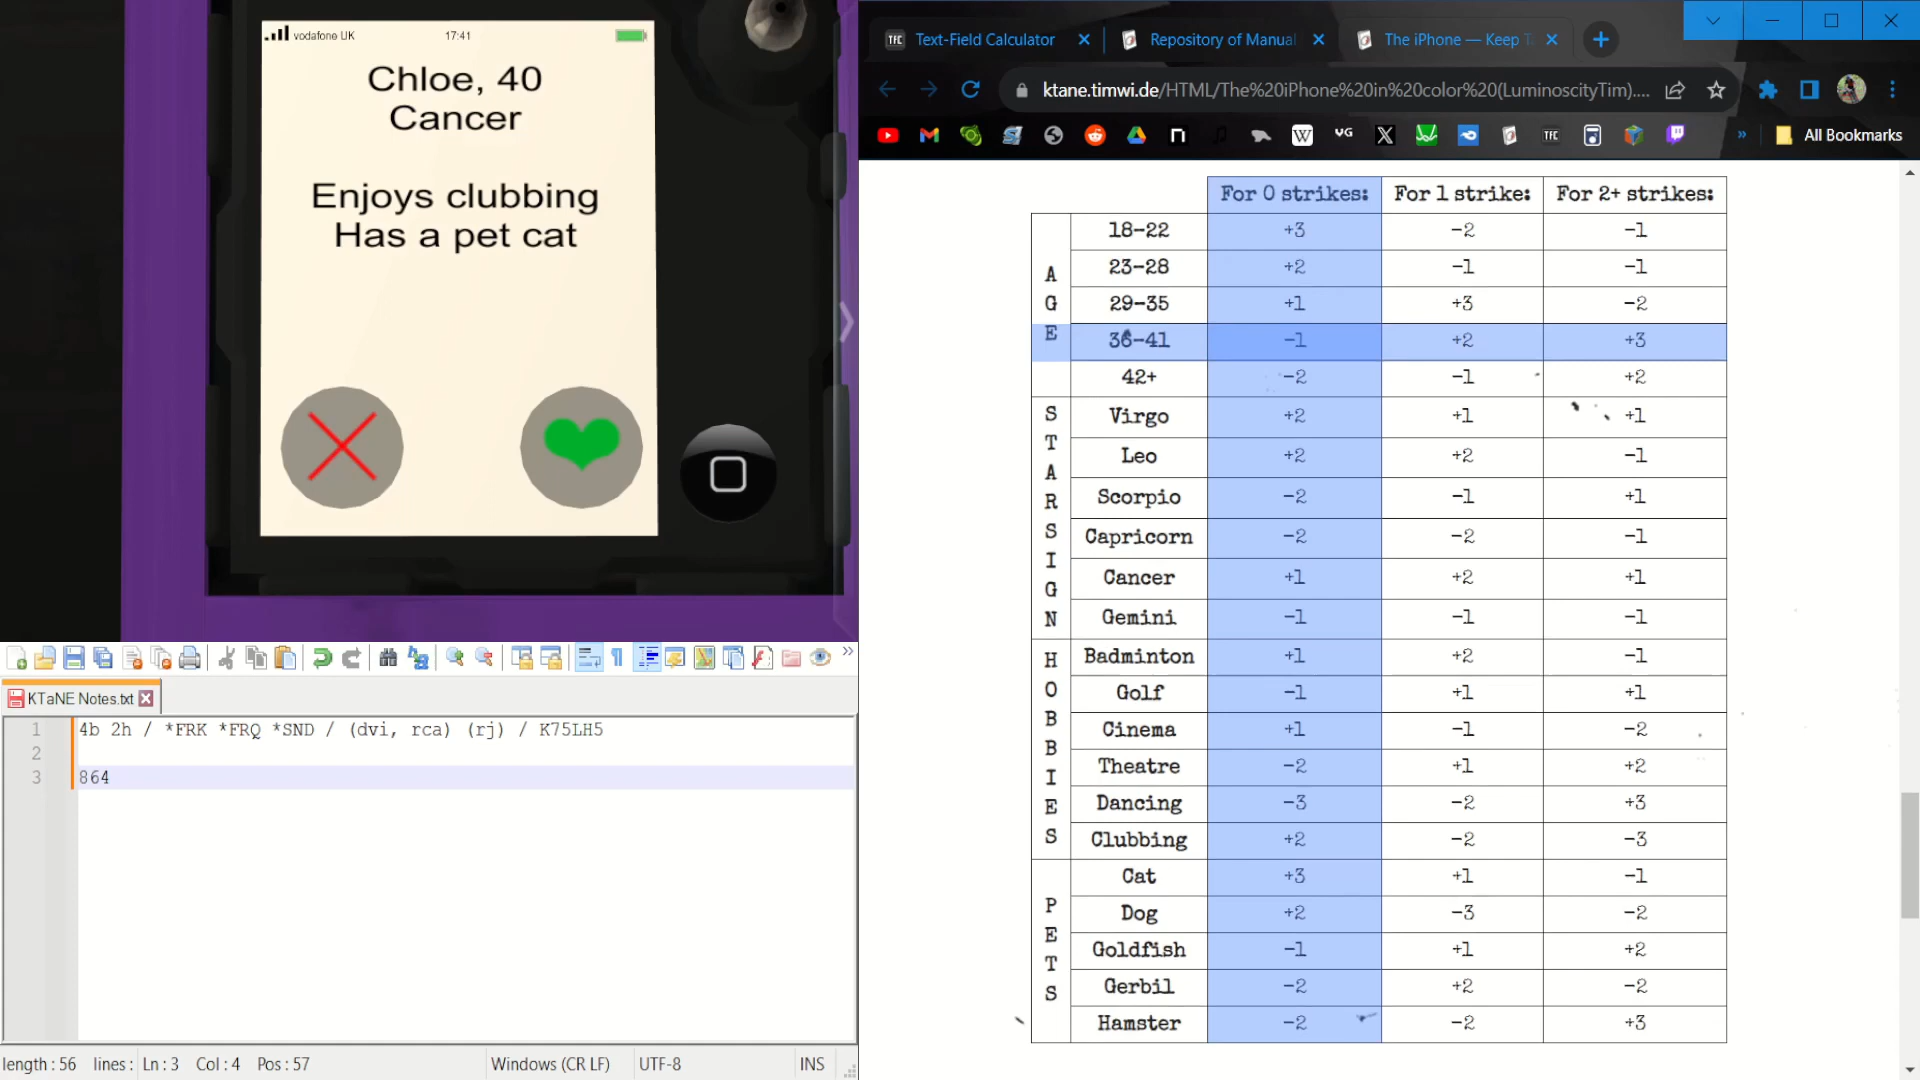 vodafone UK 17:41
Chloe, 40
Cancer
Enjoys clubbing
Has a pet cat
KTaNE Notes.txt
1 4b 2h / *FRK *FRQ *SND / (dvi, rca) (rj) / K75LH5
2
3 864
length : 56 lines : Ln : 3 Col : 4 Pos : 57 Windows (CR LF) UTF-8 INS
Text-Field Calculator
Repository of Manual
The iPhone — Keep T
ktane.timwi.de/HTML/The%20iPhone%20in%20color%20(LuminoscityTim)....
All Bookmarks
For 0 strikes: For 1 strike: For 2+ strikes:
AGE
18-22 +3 -2 -1
23-28 +2 -1 -1
29-35 +1 +3 -2
36-41 -1 +2 +3
42+ -2 -1 +2
STARSIGN
Virgo +2 +1 +1
Leo +2 +2 -1
Scorpio -2 -1 +1
Capricorn -2 -2 -1
Cancer +1 +2 +1
Gemini -1 -1 -1
HOBBIES
Badminton +1 +2 -1
Golf -1 +1 +1
Cinema +1 -1 -2
Theatre -2 +1 +2
Dancing -3 -2 +3
Clubbing +2 -2 -3
PETS
Cat +3 +1 -1
Dog +2 -3 -2
Goldfish -1 +1 +2
Gerbil -2 +2 -2
Hamster -2 -2 +3